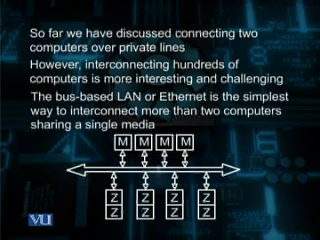 So far we have discussed connecting two
computers over private lines
However, interconnecting hundreds of
computers is more interesting and challenging
The bus-based LAN or Ethernet is the simplest
way to interconnect more than two computers
sharing a single media
M M M M
Z Z Z Z
Z Z Z Z
VU